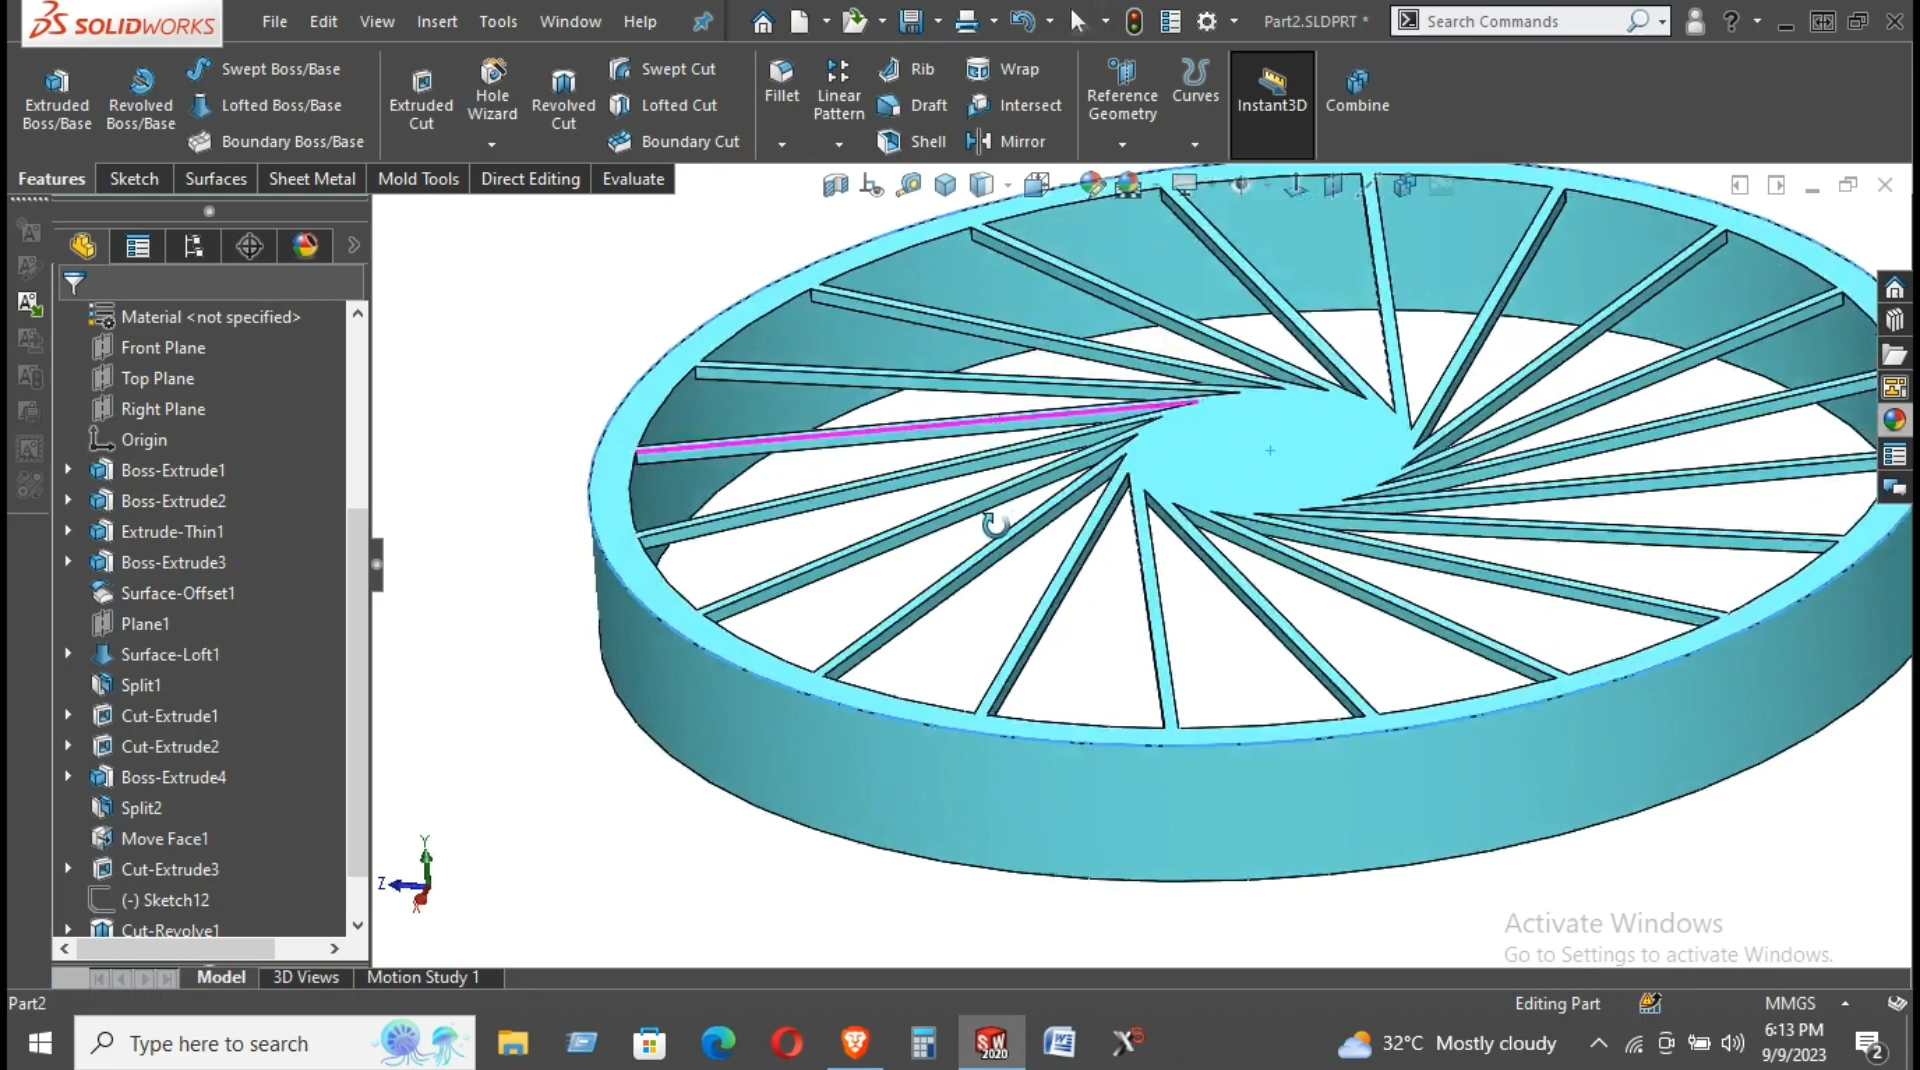 SOLIDWORKS File Edit View Insert Tools Window Help Part2.SLDPRT * Search Commands ?
Extruded Boss/Base
Revolved Boss/Base
Swept Boss/Base
Lofted Boss/Base
Boundary Boss/Base
Extruded Cut
Hole Wizard
Revolved Cut
Swept Cut
Lofted Cut
Boundary Cut
Fillet
Linear Pattern
Rib
Draft
Shell
Wrap
Intersect
Mirror
Reference Geometry
Curves
Instant3D
Combine
Features Sketch Surfaces Sheet Metal Mold Tools Direct Editing Evaluate
Material <not specified>
Front Plane
Top Plane
Right Plane
Origin
Boss-Extrude1
Boss-Extrude2
Extrude-Thin1
Boss-Extrude3
Surface-Offset1
Plane1
Surface-Loft1
Split1
Cut-Extrude1
Cut-Extrude2
Boss-Extrude4
Split2
Move Face1
Cut-Extrude3
(-) Sketch12
Cut-Revolve1
Y
Z
X
Activate Windows
Go to Settings to activate Windows.
Model 3D Views Motion Study 1
Part2 Editing Part MMGS
Type here to search
SW
2020
32°C Mostly cloudy
6:13 PM
9/9/2023
2